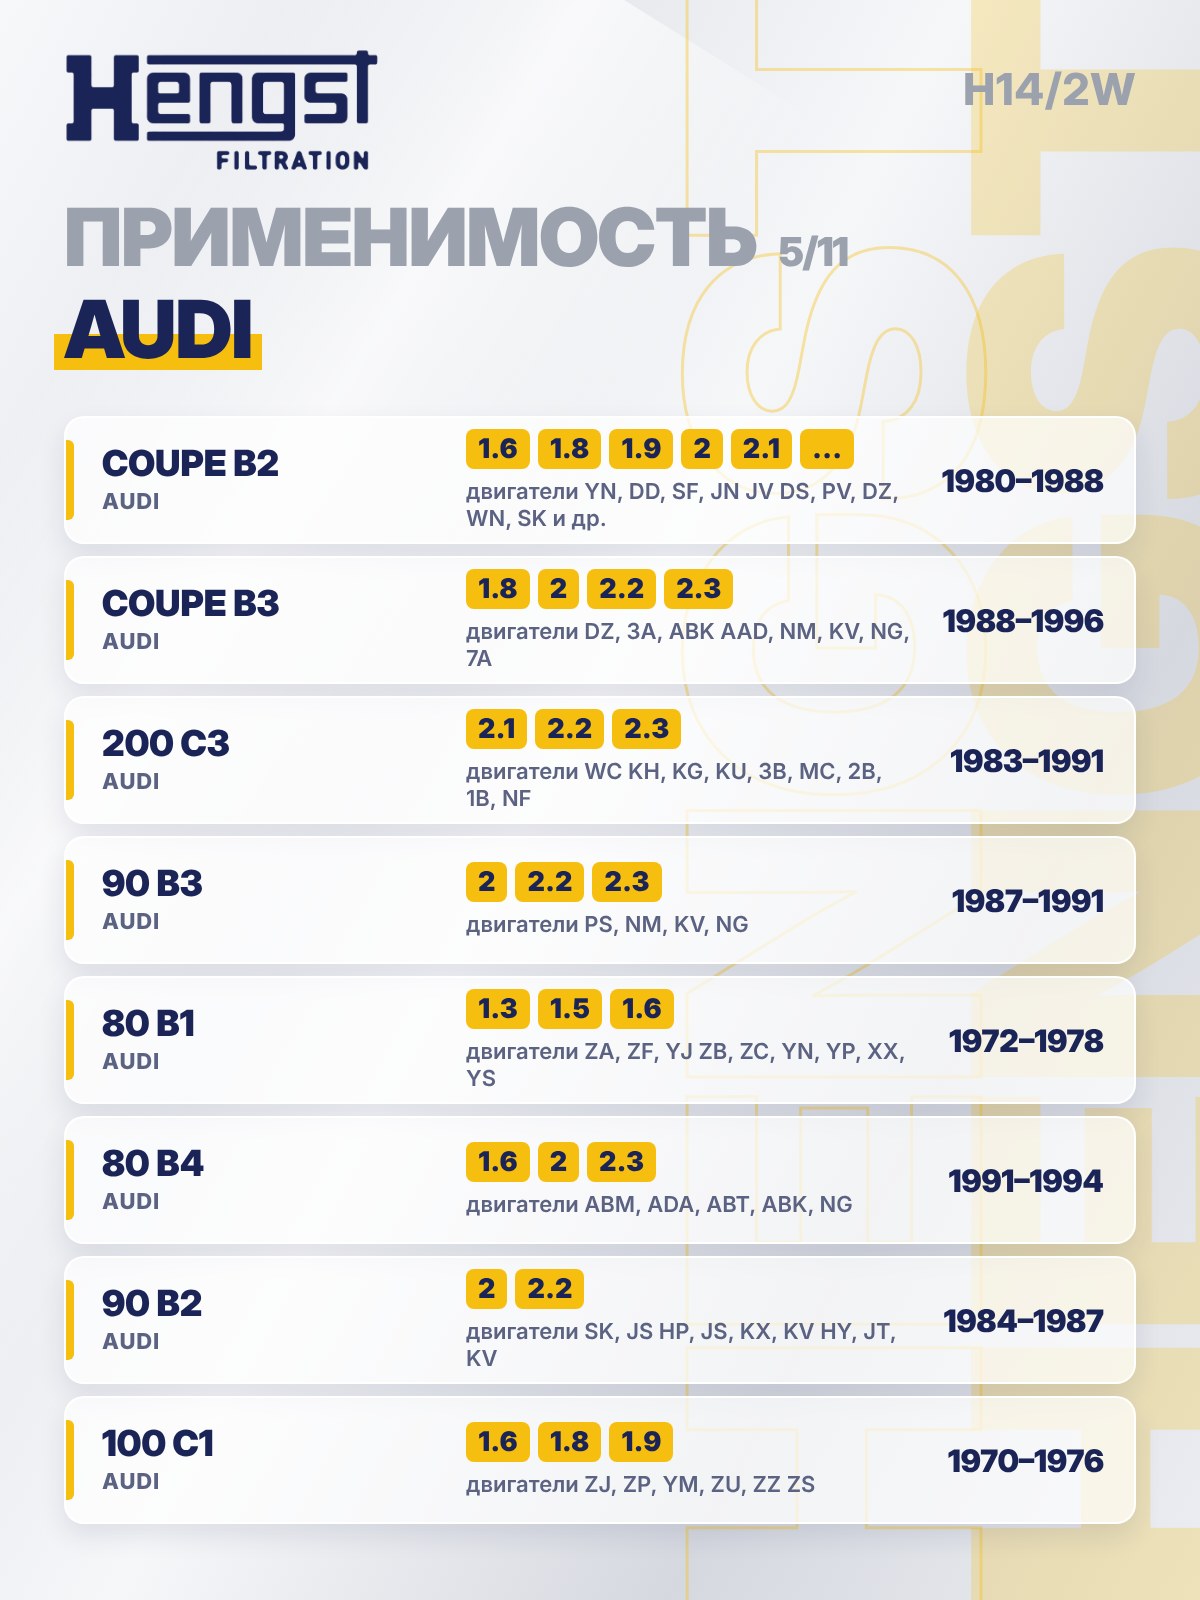 Hengst
FILTRATION
H14/2W
ПРИМЕНИМОСТЬ 5/11
AUDI
COUPE B2
AUDI
1.6 1.8 1.9 2 2.1 ...
двигатели YN, DD, SF, JN JV DS, PV, DZ,
WN, SK и др.
1980–1988
COUPE B3
AUDI
1.8 2 2.2 2.3
двигатели DZ, 3A, ABK AAD, NM, KV, NG,
7A
1988–1996
200 C3
AUDI
2.1 2.2 2.3
двигатели WC KH, KG, KU, 3B, MC, 2B,
1B, NF
1983–1991
90 B3
AUDI
2 2.2 2.3
двигатели PS, NM, KV, NG
1987–1991
80 B1
AUDI
1.3 1.5 1.6
двигатели ZA, ZF, YJ ZB, ZC, YN, YP, XX,
YS
1972–1978
80 B4
AUDI
1.6 2 2.3
двигатели ABM, ADA, ABT, ABK, NG
1991–1994
90 B2
AUDI
2 2.2
двигатели SK, JS HP, JS, KX, KV HY, JT,
KV
1984–1987
100 C1
AUDI
1.6 1.8 1.9
двигатели ZJ, ZP, YM, ZU, ZZ ZS
1970–1976
HENGST
HENGST